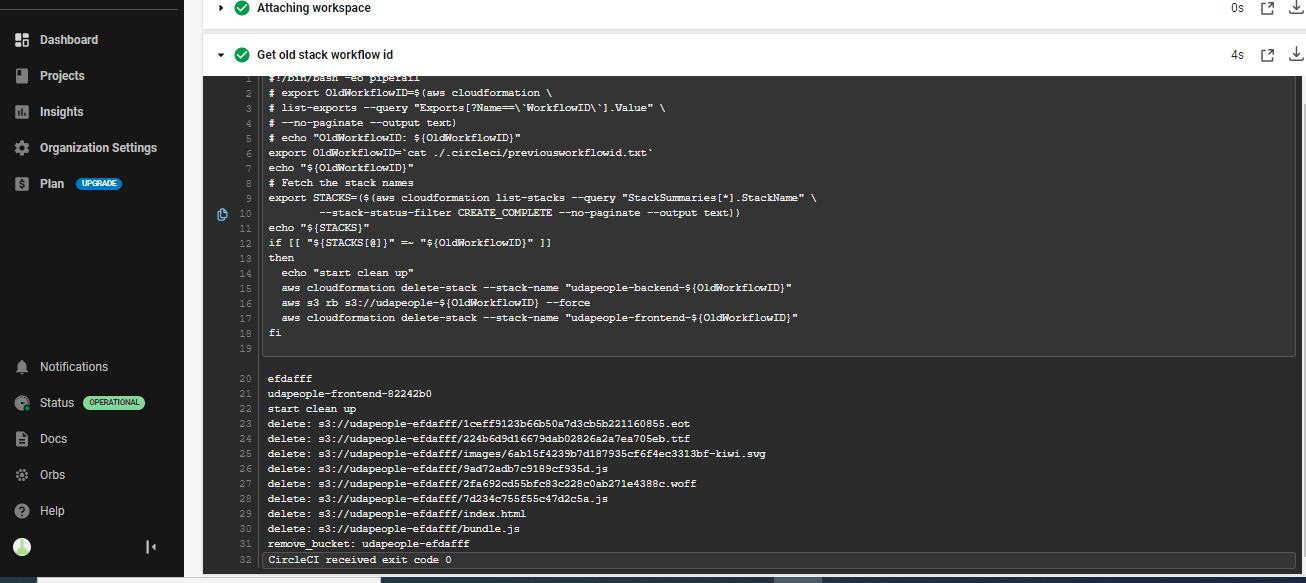 Attaching workspace
0s
Dashboard
Get old stack workflow id
4s
Projects
Insights
Organization Settings
Plan
UPGRADE
Notifications
Status
OPERATIONAL
Docs
Orbs
Help
1 #!/bin/bash -eo pipefail
2 # export OldWorkflowID=$(aws cloudformation \
3 # list-exports --query "Exports[?Name==\`WorkflowID\`].Value" \
4 # --no-paginate --output text)
5 # echo "OldWorkflowID: ${OldWorkflowID}"
6 export OldWorkflowID=`cat ./.circleci/previousworkflowid.txt`
7 echo "${OldWorkflowID}"
8 # Fetch the stack names
9 export STACKS=($(aws cloudformation list-stacks --query "StackSummaries[*].StackName" \
10 --stack-status-filter CREATE_COMPLETE --no-paginate --output text))
11 echo "${STACKS}"
12 if [[ "${STACKS[@]}" =~ "${OldWorkflowID}" ]]
13 then
14 echo "start clean up"
15 aws cloudformation delete-stack --stack-name "udapeople-backend-${OldWorkflowID}"
16 aws s3 rb s3://udapeople-${OldWorkflowID} --force
17 aws cloudformation delete-stack --stack-name "udapeople-frontend-${OldWorkflowID}"
18 fi
19
20 efdafff
21 udapeople-frontend-82242b0
22 start clean up
23 delete: s3://udapeople-efdafff/1ceff9123b66b50a7d3cb5b221160855.eot
24 delete: s3://udapeople-efdafff/224b6d9d16679dab02826a2a7ea705eb.ttf
25 delete: s3://udapeople-efdafff/images/6ab15f4239b7d187935cf6f4ec3313bf-kiwi.svg
26 delete: s3://udapeople-efdafff/9ad72adb7c9189cf935d.js
27 delete: s3://udapeople-efdafff/2fa692cd55bfc83c228c0ab271e4388c.woff
28 delete: s3://udapeople-efdafff/7d234c755f55c47d2c5a.js
29 delete: s3://udapeople-efdafff/index.html
30 delete: s3://udapeople-efdafff/bundle.js
31 remove_bucket: udapeople-efdafff
32 CircleCI received exit code 0